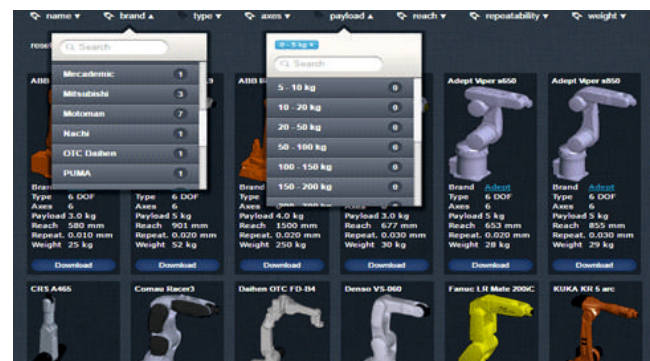 name ▼ brand ▲ type ▼ axes ▼ payload ▲ reach ▼ repeatability ▼ weight ▼
Search
Mecademic 1
Mitsubishi 3
Motoman 7
Nachi 1
OTC Daihen 1
PUMA 1
0 - 5 kg ×
Search
5 - 10 kg 0
10 - 20 kg 0
20 - 50 kg 0
50 - 100 kg 0
100 - 150 kg 0
150 - 200 kg 0
ABB
Brand
Type 6 DOF
Axes 6
Payload 3.0 kg
Reach 580 mm
Repeat. 0.010 mm
Weight 25 kg
Download
Type 6 DOF
Axes 6
Payload 5 kg
Reach 901 mm
Repeat. 0.020 mm
Weight 52 kg
Download
ABB
Brand
Type
Axes
Payload 4.0 kg
Reach 1500 mm
Repeat. 0.020 mm
Weight 250 kg
Download
Payload 3.0 kg
Reach 677 mm
Repeat. 0.030 mm
Weight 30 kg
Download
Adept Viper s650
Brand Adept
Type 6 DOF
Axes 6
Payload 5 kg
Reach 653 mm
Repeat. 0.020 mm
Weight 28 kg
Download
Adept Viper s850
Brand Adept
Type 6 DOF
Axes 6
Payload 5 kg
Reach 855 mm
Repeat. 0.030 mm
Weight 29 kg
Download
CRS A465
Comau Racer3
Daihen OTC FD-B4
Denso VS-060
Fanuc LR Mate 200iC
KUKA KR 5 arc